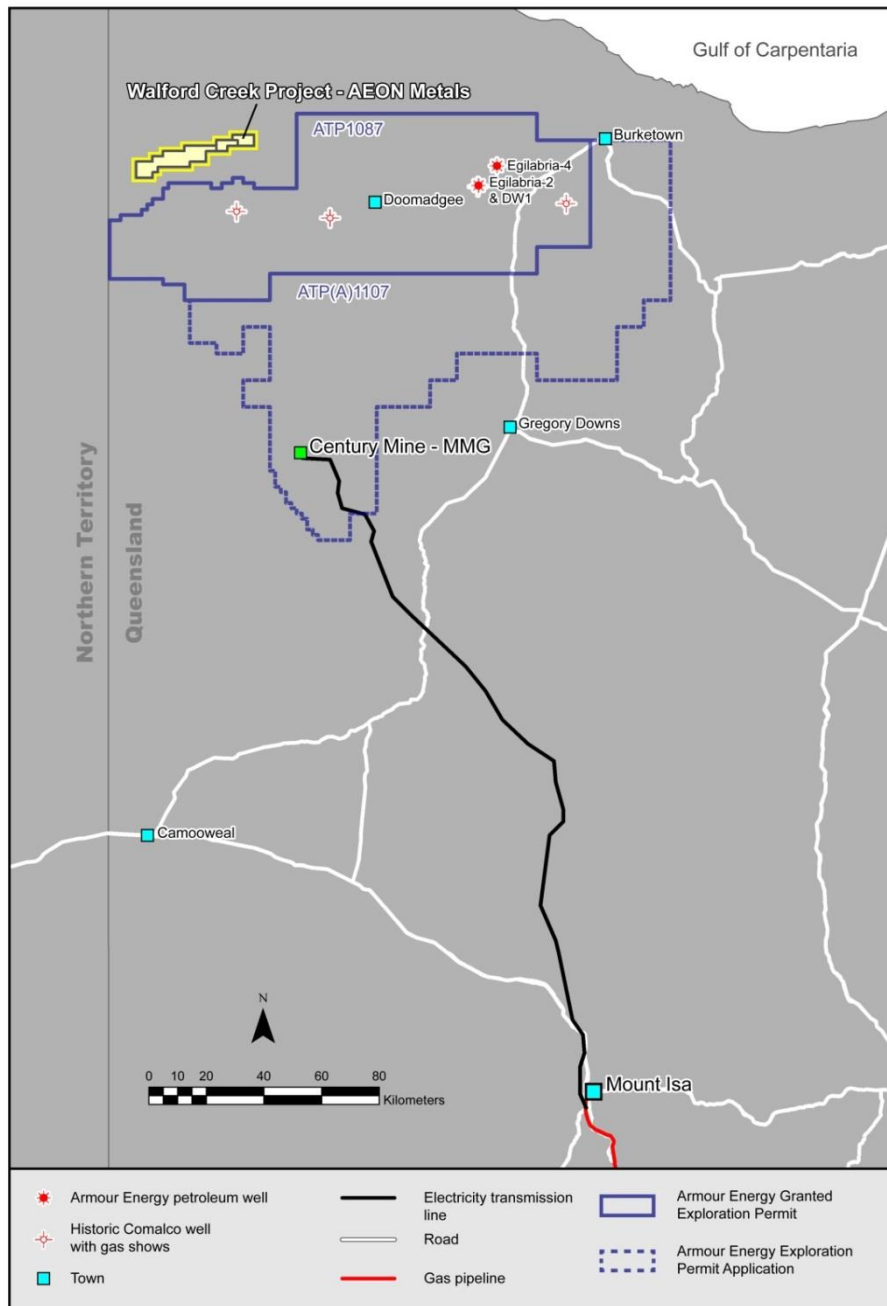 Gulf of Carpentaria
Walford Creek Project - AEON Metals
ATP1087
Burketown
Egilabria-4
Egilabria-2
& DW1
Doomadgee
ATP(A)1107
Gregory Downs
Century Mine - MMG
Northern Territory
Queensland
Camooweal
N
0 10 20 40 60 80
Kilometers
Mount Isa
Armour Energy petroleum well
Historic Comalco well
with gas shows
Town
Electricity transmission
line
Road
Gas pipeline
Armour Energy Granted
Exploration Permit
Armour Energy Exploration
Permit Application